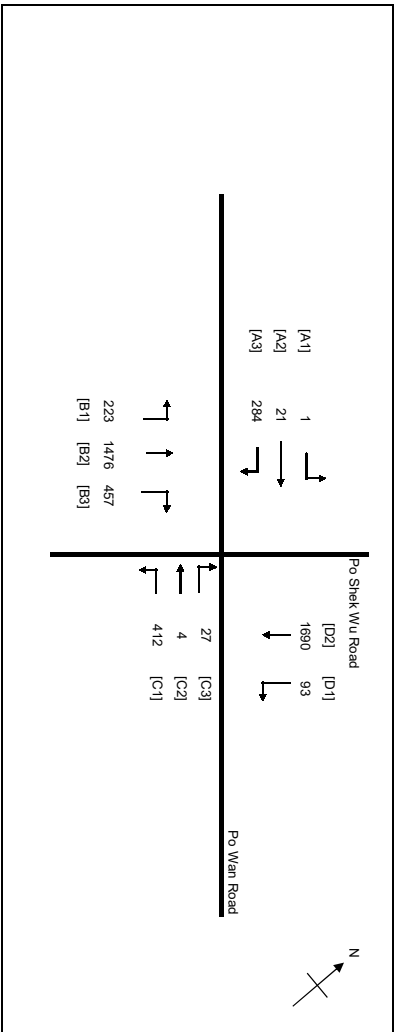 N
Po Shek Wu Road
Po Wan Road
[A1] 1
[A2] 21
[A3] 284
[B1] 223
[B2] 1476
[B3] 457
[D2] 1690
[D1] 93
27 [C3]
4 [C2]
412 [C1]